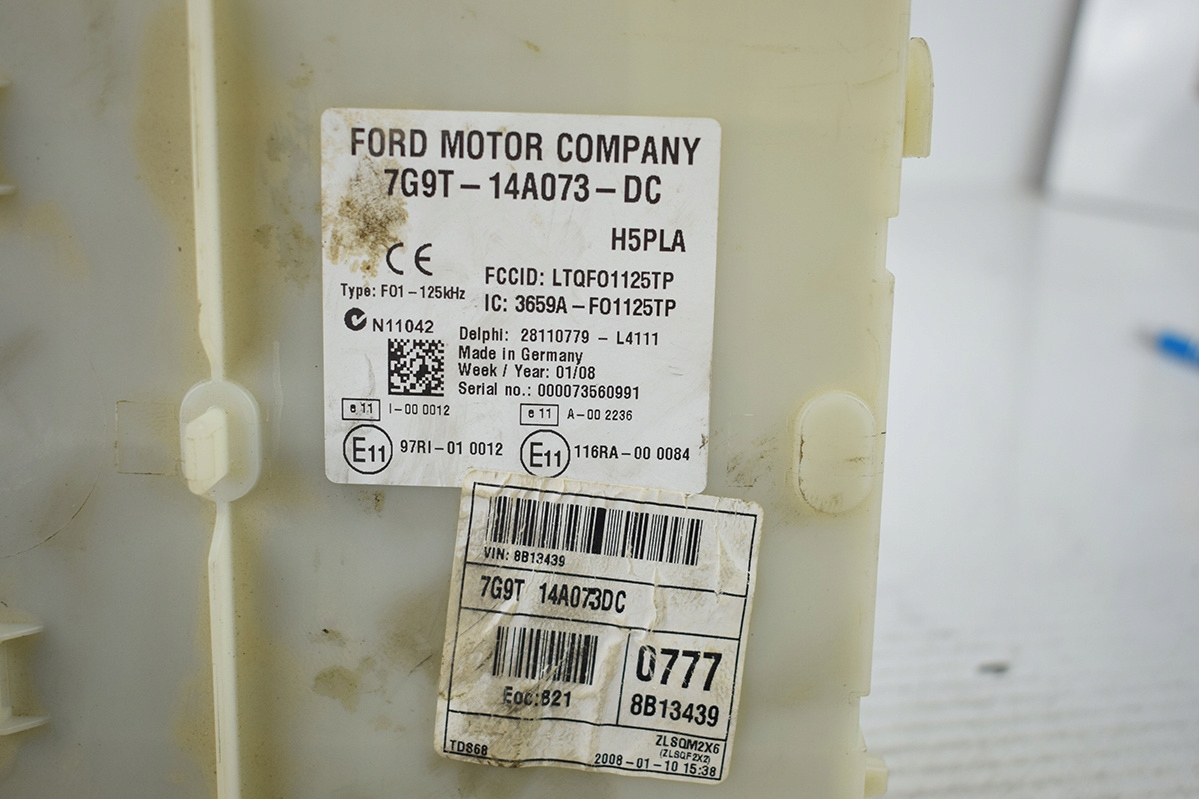 FORD MOTOR COMPANY
7G9T-14A073-DC
H5PLA
CE
FCCID: LTQFO1125TP
Type: FO1-125kHz
IC: 3659A-FO1125TP
N11042
Delphi: 28110779 - L4111
Made in Germany
Week / Year: 01/08
Serial no.: 000073560991
e 11 I-00 0012
e 11 A-00 2236
E11 97RI-01 0012
E11 116RA-00 0084
VIN: 8B13439
7G9T 14A073DC
0777
Eoc:821
8B13439
ZLSQM2X6
(ZLSQF2X2)
TDS68
2008-01-10 15:38